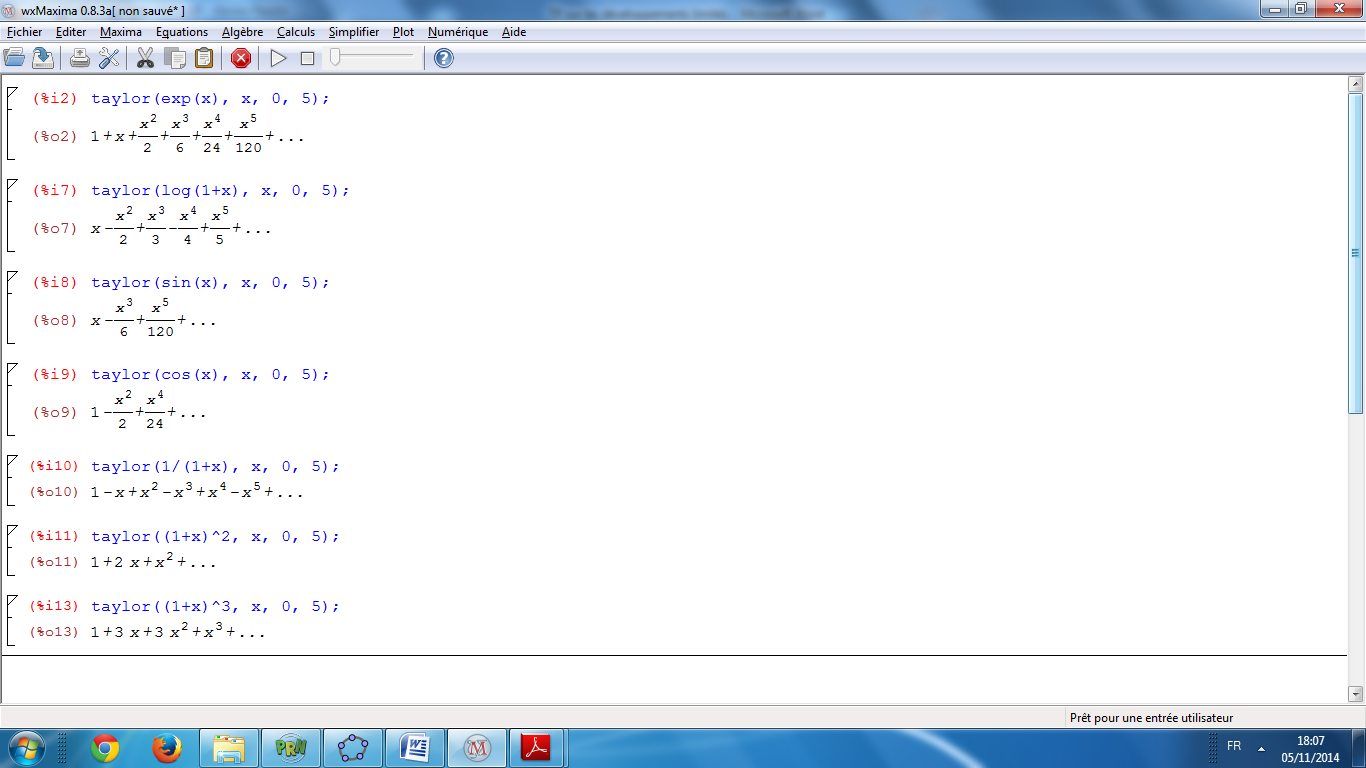 wxMaxima 0.8.3a[ non sauvé* ]
Fichier Editer Maxima Equations Algèbre Calculs Simplifier Plot Numérique Aide
(%i2) taylor(exp(x), x, 0, 5);
(%o2) 1+x+x^2/2+x^3/6+x^4/24+x^5/120+...
(%i7) taylor(log(1+x), x, 0, 5);
(%o7) x-x^2/2+x^3/3-x^4/4+x^5/5+...
(%i8) taylor(sin(x), x, 0, 5);
(%o8) x-x^3/6+x^5/120+...
(%i9) taylor(cos(x), x, 0, 5);
(%o9) 1-x^2/2+x^4/24+...
(%i10) taylor(1/(1+x), x, 0, 5);
(%o10) 1-x+x^2-x^3+x^4-x^5+...
(%i11) taylor((1+x)^2, x, 0, 5);
(%o11) 1+2 x+x^2+...
(%i13) taylor((1+x)^3, x, 0, 5);
(%o13) 1+3 x+3 x^2+x^3+...
Prêt pour une entrée utilisateur
PRN
W
M
FR
18:07
05/11/2014